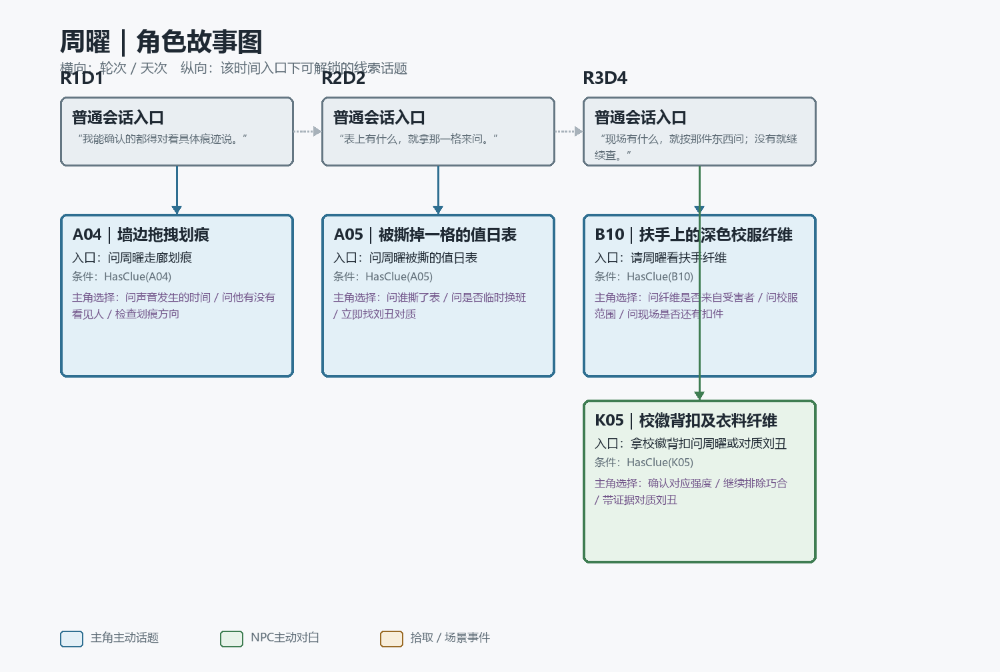 周曜｜角色故事图
横向：轮次 / 天次　纵向：该时间入口下可解锁的线索话题
R1D1
R2D2
R3D4
普通会话入口
“我能确认的都得对着具体痕迹说。”
普通会话入口
“表上有什么，就拿那一格来问。”
普通会话入口
“现场有什么，就按那件东西问；没有就继
续查。”
A04｜墙边拖拽划痕
入口：问周曜走廊划痕
条件：HasClue(A04)
主角选择：问声音发生的时间 / 问他有没有
看见人 / 检查划痕方向
A05｜被撕掉一格的值日表
入口：问周曜被撕的值日表
条件：HasClue(A05)
主角选择：问谁撕了表 / 问是否临时换班
/ 立即找刘丑对质
B10｜扶手上的深色校服纤维
入口：请周曜看扶手纤维
条件：HasClue(B10)
主角选择：问纤维是否来自受害者 / 问校服
范围 / 问现场是否还有扣件
K05｜校徽背扣及衣料纤维
入口：拿校徽背扣问周曜或对质刘丑
条件：HasClue(K05)
主角选择：确认对应强度 / 继续排除巧合
/ 带证据对质刘丑
主角主动话题
NPC主动对白
拾取 / 场景事件